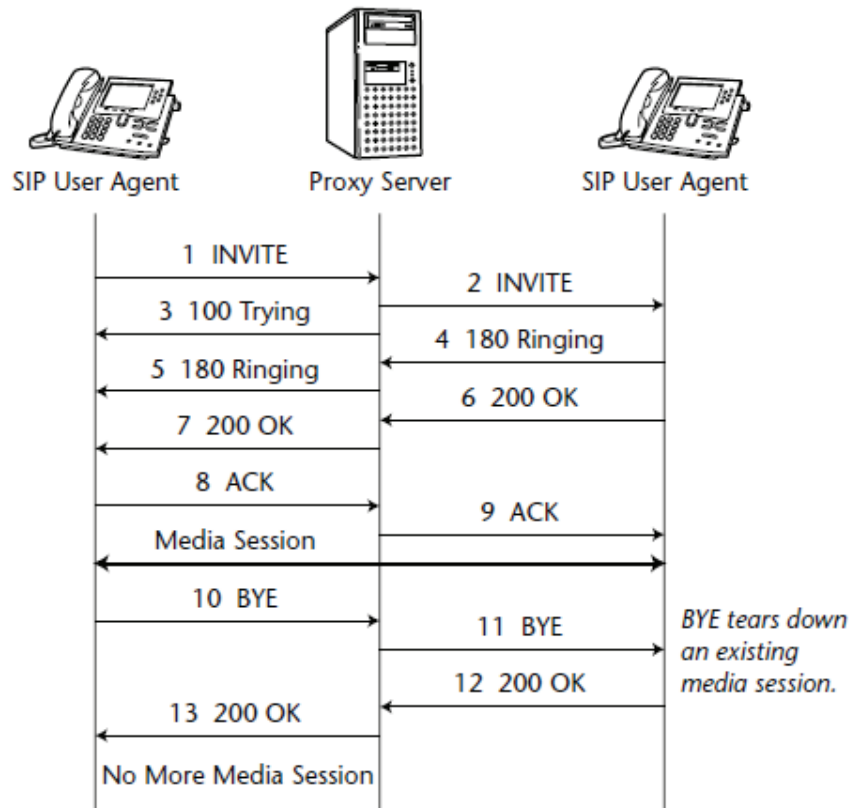 SIP User Agent
Proxy Server
SIP User Agent
1 INVITE
2 INVITE
3 100 Trying
4 180 Ringing
5 180 Ringing
6 200 OK
7 200 OK
8 ACK
9 ACK
Media Session
10 BYE
11 BYE
BYE tears down
an existing
media session.
12 200 OK
13 200 OK
No More Media Session